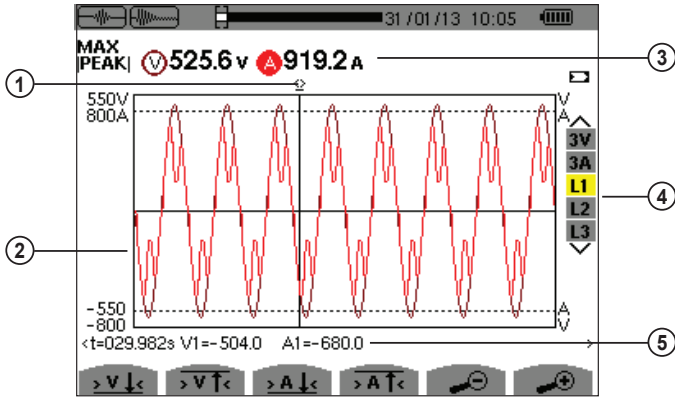 31/01/13 10:05
MAX
|PEAK| V 525.6 V A 919.2 A
1
3
550V
800A
V
A
3V
3A
L1
L2
L3
4
2
-550
-800
A
V
<t=029.982s V1=-504.0 A1=-680.0 >
5
>V↓< >V↑< >A↓< >A↑<